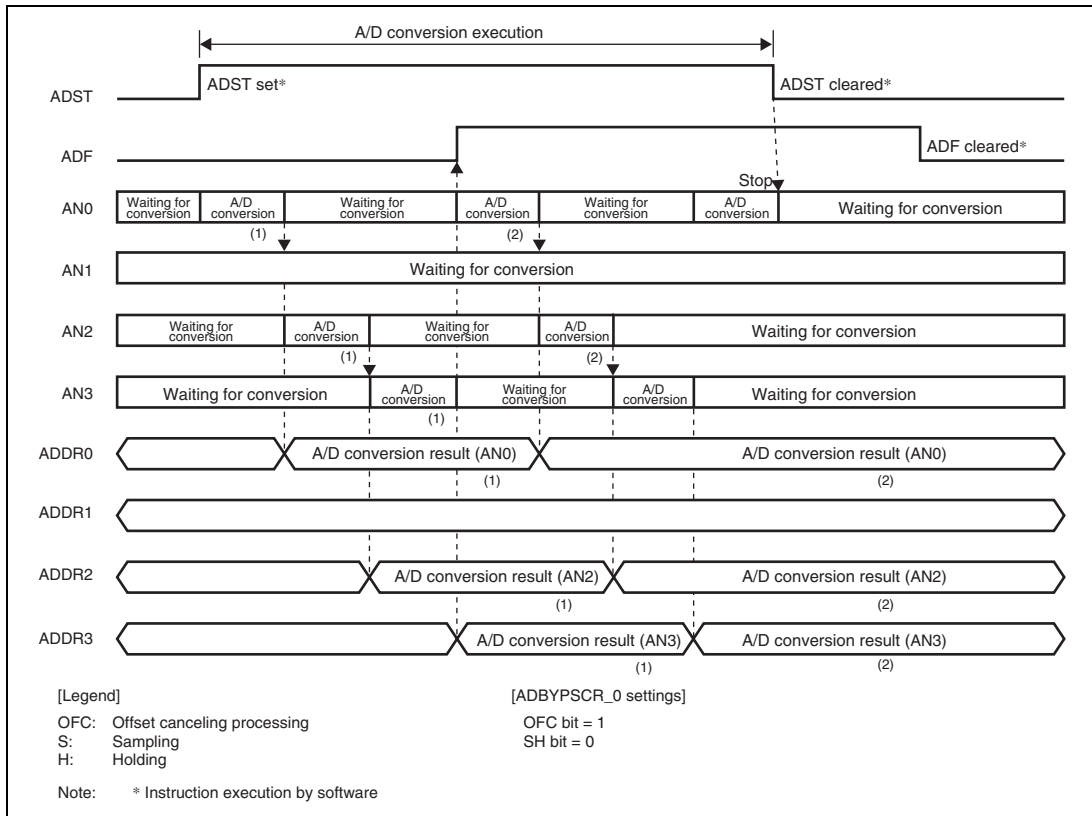 A/D conversion execution
ADST
ADST set*
ADST cleared*
ADF
ADF cleared*
Stop
AN0
Waiting for conversion
A/D conversion
Waiting for conversion
A/D conversion
Waiting for conversion
A/D conversion
Waiting for conversion
(1)
(2)
AN1
Waiting for conversion
AN2
Waiting for conversion
A/D conversion
Waiting for conversion
A/D conversion
Waiting for conversion
(1)
(2)
AN3
Waiting for conversion
A/D conversion
Waiting for conversion
A/D conversion
Waiting for conversion
(1)
ADDR0
A/D conversion result (AN0)
A/D conversion result (AN0)
(1)
(2)
ADDR1
ADDR2
A/D conversion result (AN2)
A/D conversion result (AN2)
(1)
(2)
ADDR3
A/D conversion result (AN3)
A/D conversion result (AN3)
(1)
(2)
[Legend]
OFC: Offset canceling processing
S: Sampling
H: Holding
[ADBYPSCR_0 settings]
OFC bit = 1
SH bit = 0
Note: * Instruction execution by software